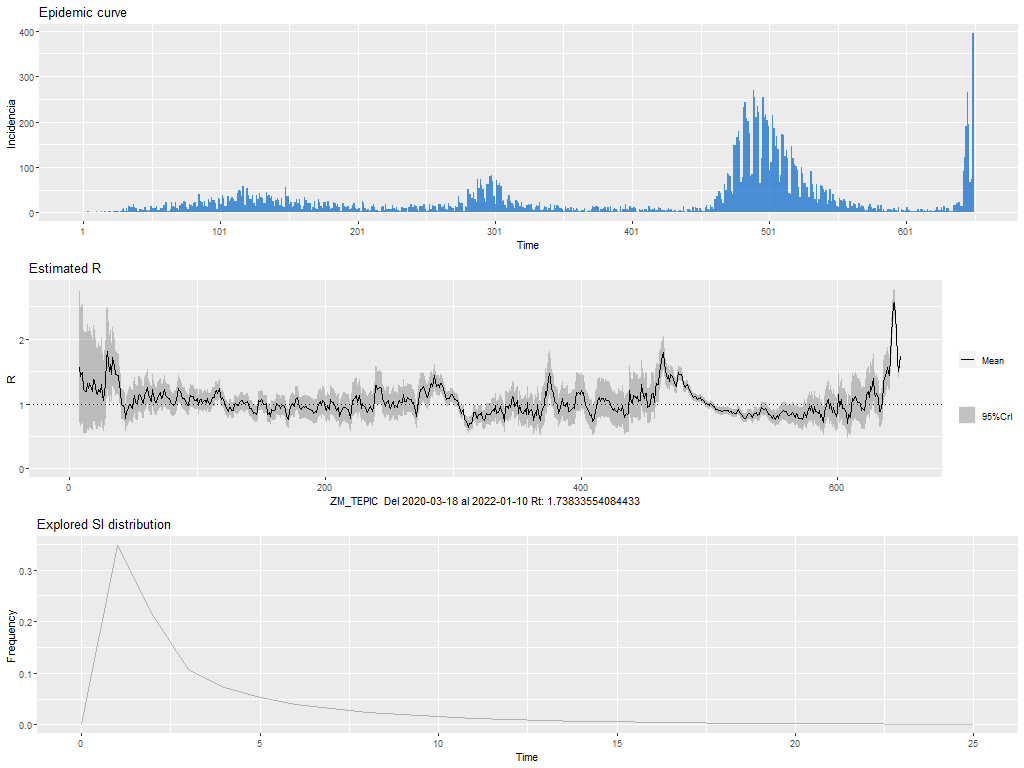 Epidemic curve
400
300
200
100
0
Incidencia
1
101
201
301
401
501
601
Time
Estimated R
2
1
0
R
0
200
400
600
ZM_TEPIC Del 2020-03-18 al 2022-01-10 Rt: 1.73833554084433
Mean
95%CrI
Explored SI distribution
0.3
0.2
0.1
0.0
Frequency
0
5
10
15
20
25
Time